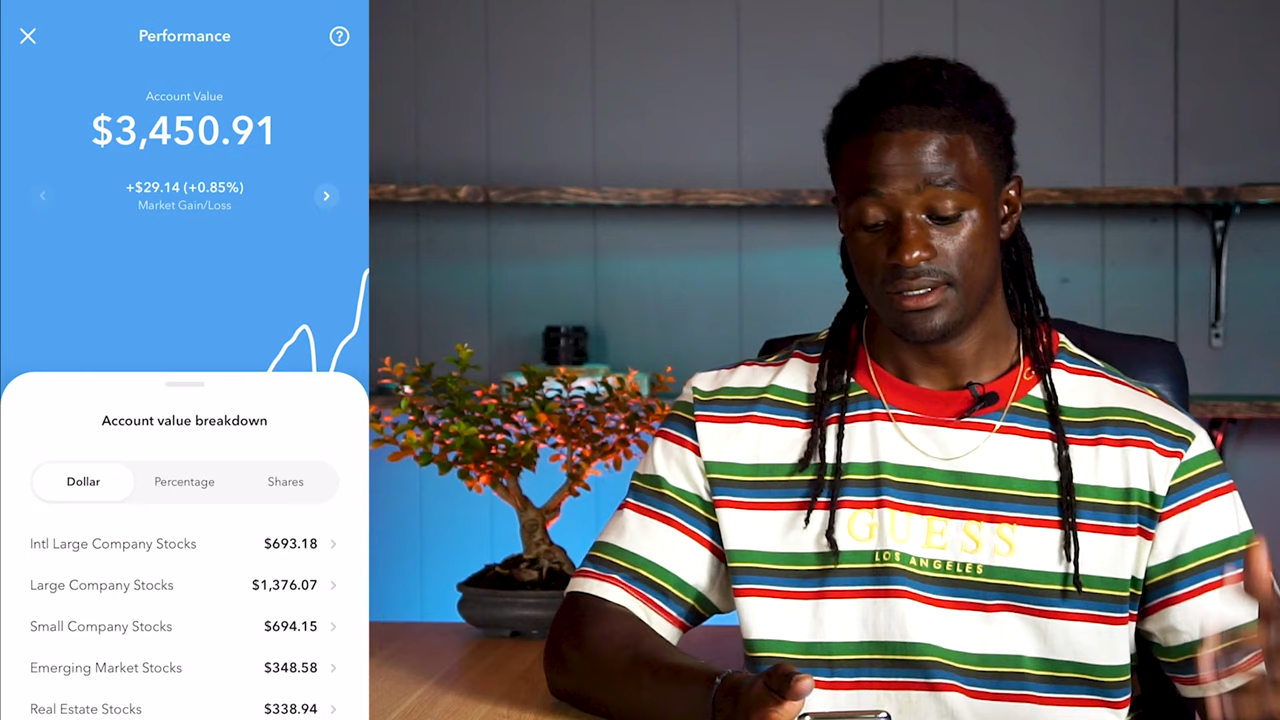 Performance
?
Account Value
$3,450.91
+$29.14 (+0.85%)
Market Gain/Loss
Account value breakdown
Dollar Percentage Shares
Intl Large Company Stocks $693.18
Large Company Stocks $1,376.07
Small Company Stocks $694.15
Emerging Market Stocks $348.58
Real Estate Stocks $338.94
GUESS
LOS ANGELES